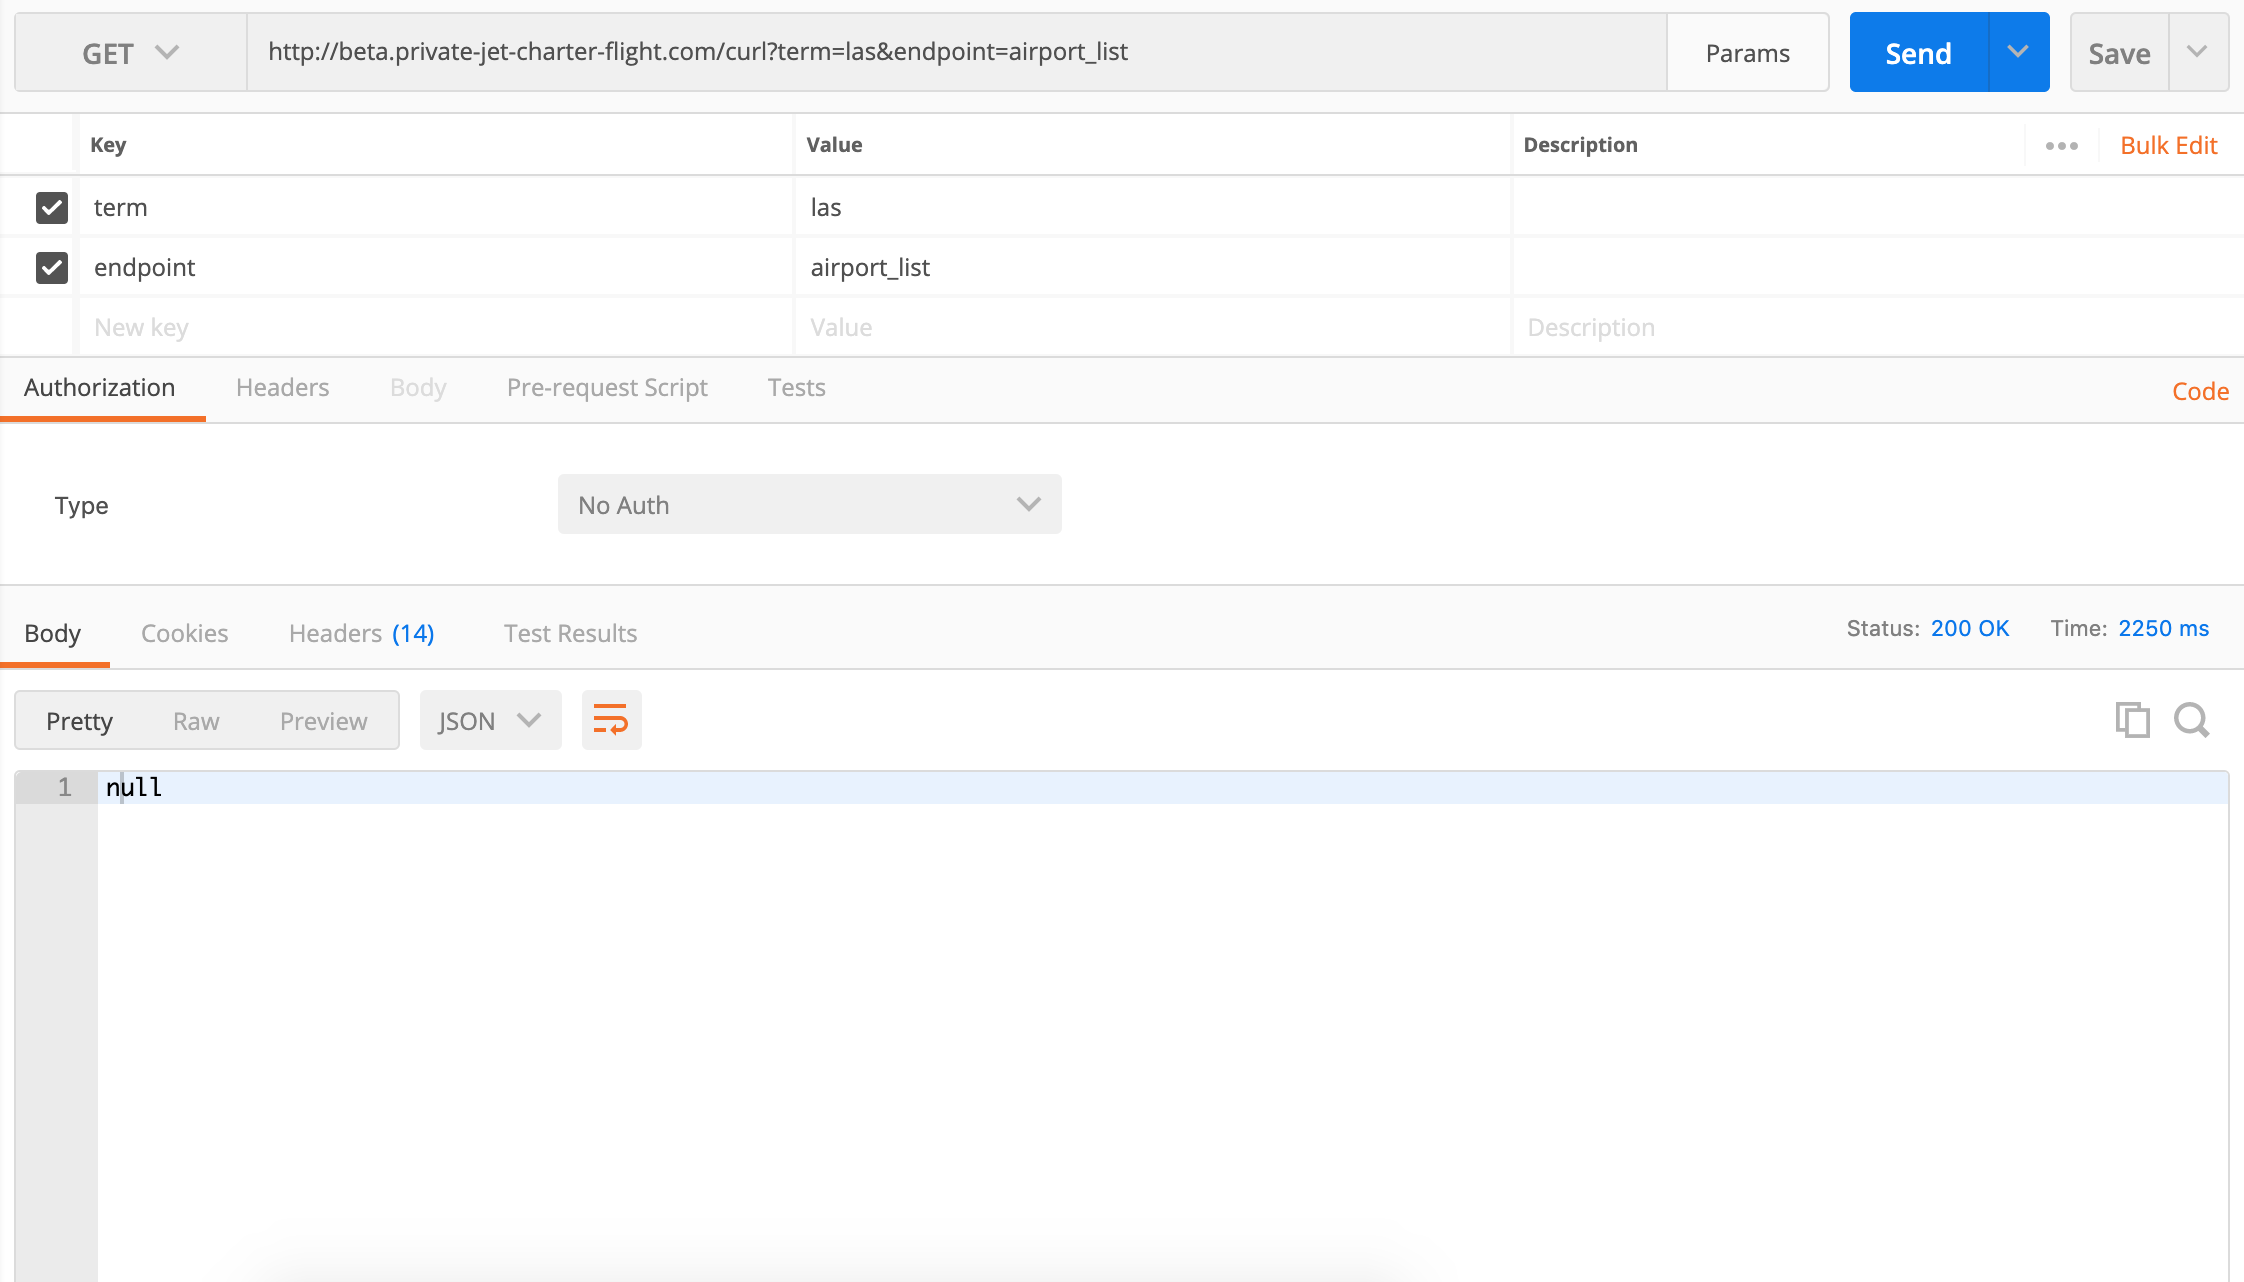 GET http://beta.private-jet-charter-flight.com/curl?term=las&endpoint=airport_list Params Send Save
Key Value Description Bulk Edit
term las
endpoint airport_list
New key Value Description
Authorization Headers Body Pre-request Script Tests Code
Type No Auth
Body Cookies Headers (14) Test Results Status: 200 OK Time: 2250 ms
Pretty Raw Preview JSON
1 null